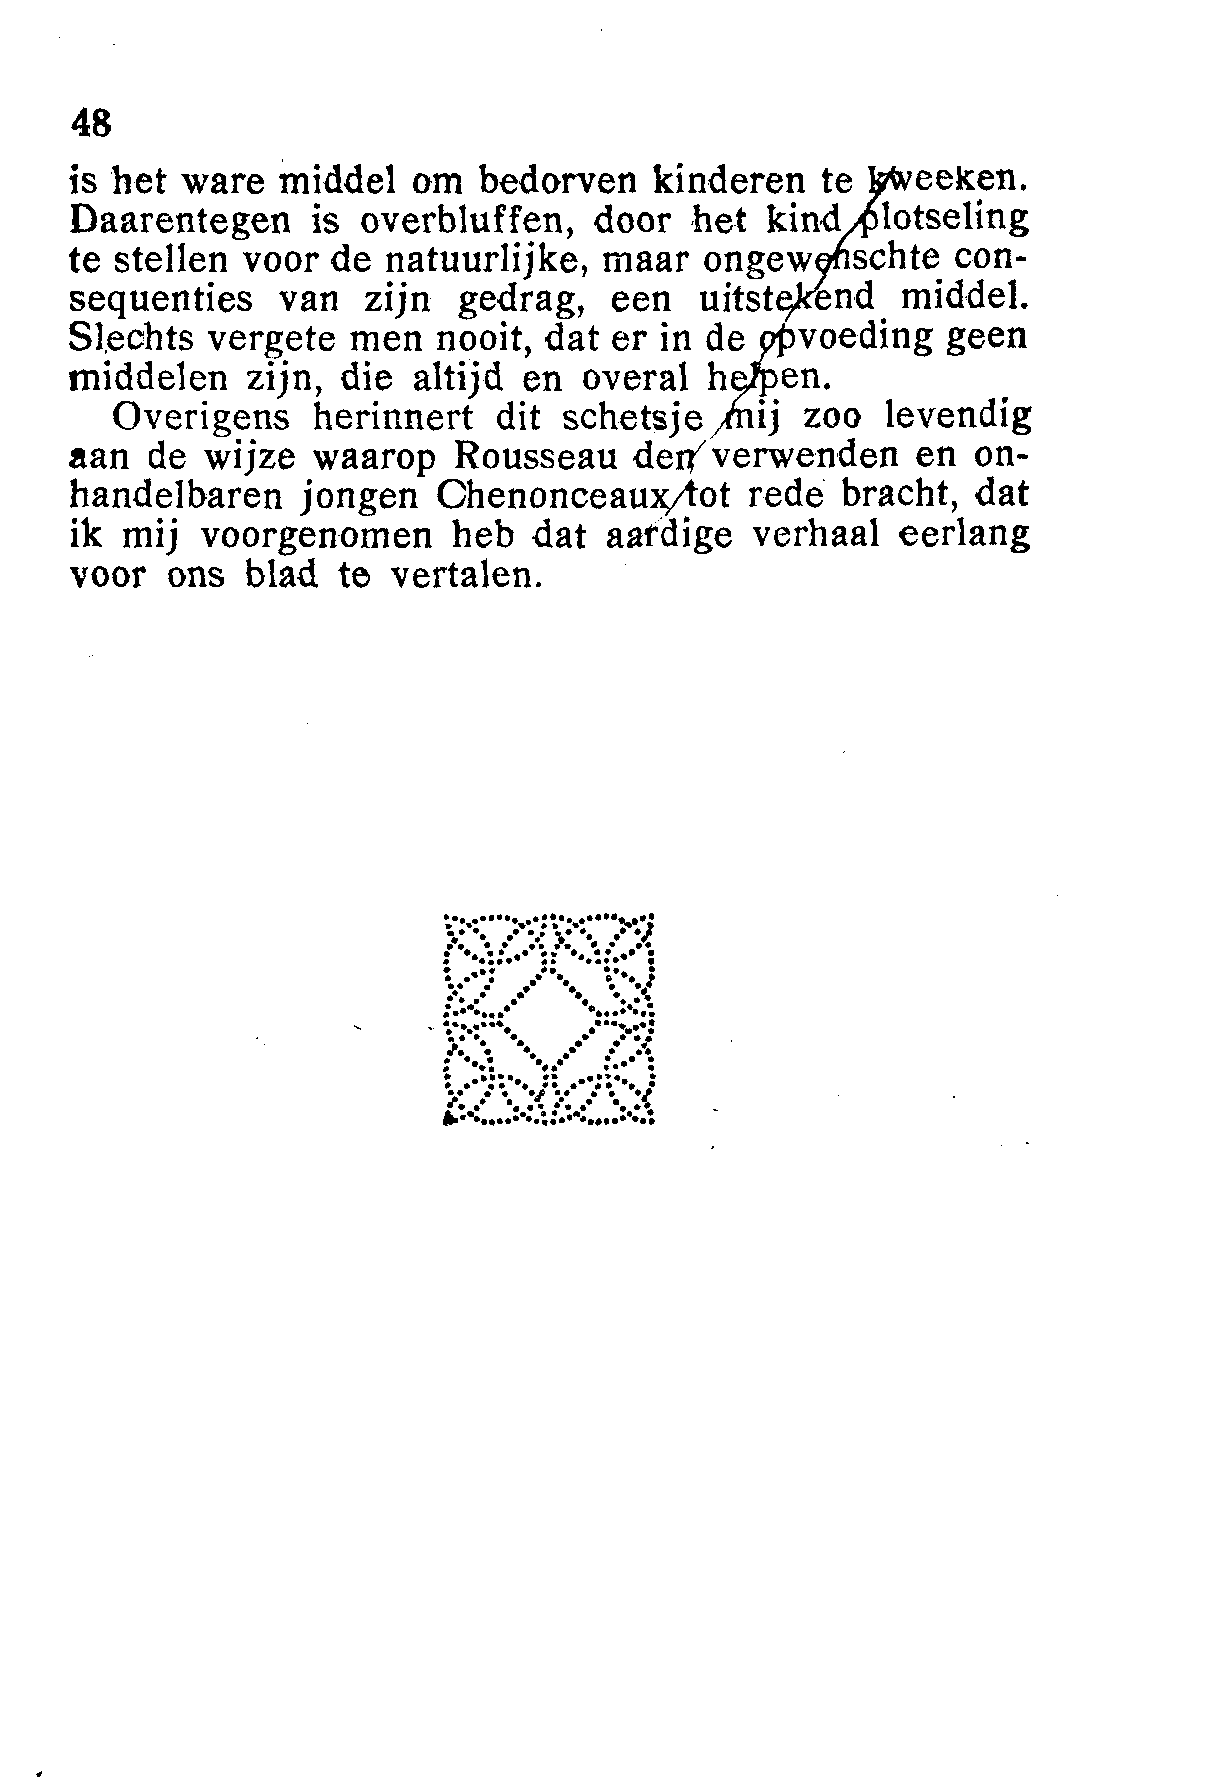 48
is het ware middel om bedorven kinderen te kweeken.
Daarentegen is overbluffen, door het kind plotseling
te stellen voor de natuurlijke, maar ongewenschte con-
sequenties van zijn gedrag, een uitstekend middel.
Slechts vergete men nooit, dat er in de opvoeding geen
middelen zijn, die altijd en overal helpen.
Overigens herinnert dit schetsje mij zoo levendig
aan de wijze waarop Rousseau den verwenden en on-
handelbaren jongen Chenonceaux tot rede bracht, dat
ik mij voorgenomen heb dat aardige verhaal eerlang
voor ons blad te vertalen.